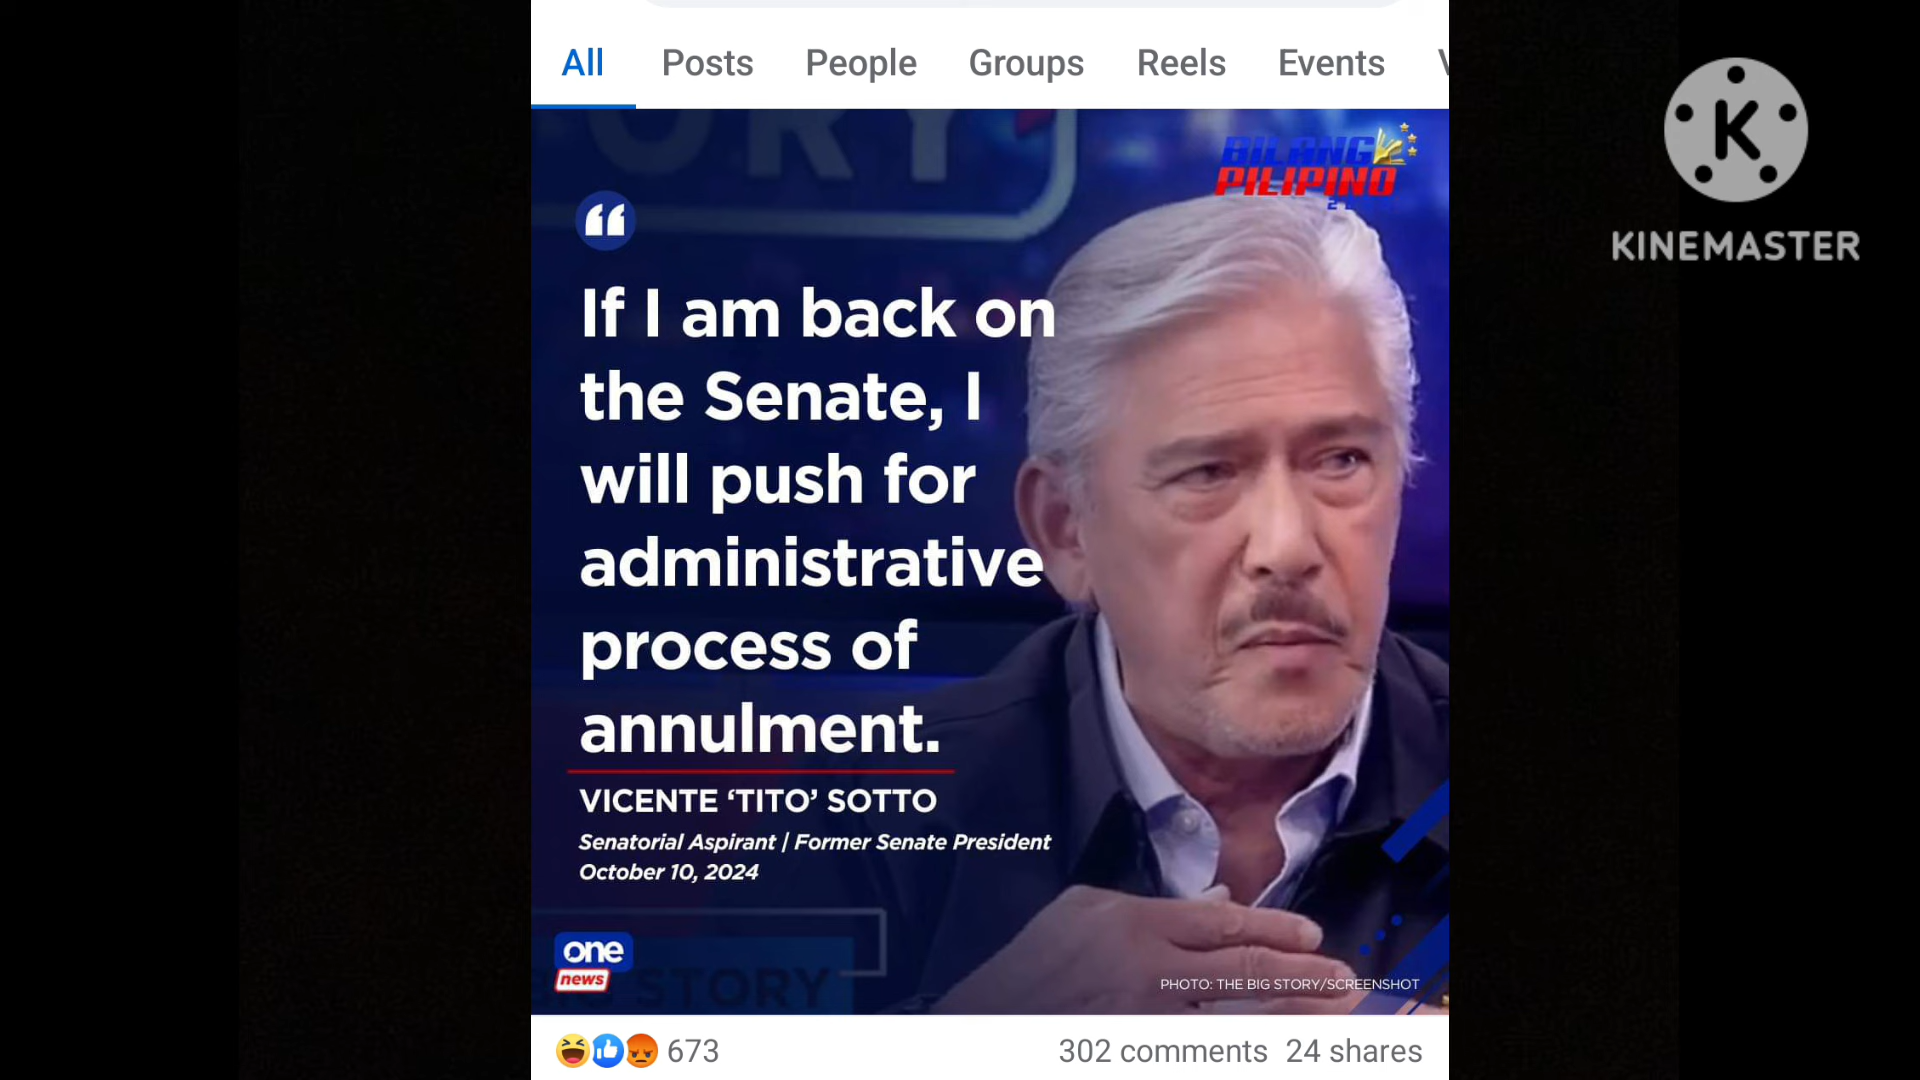 All Posts People Groups Reels Events
ORY
BILANG
PILIPINO
K
KINEMASTER
“
If I am back on
the Senate, I
will push for
administrative
process of
annulment.
VICENTE ‘TITO’ SOTTO
Senatorial Aspirant | Former Senate President
October 10, 2024
one
news
STORY
PHOTO: THE BIG STORY/SCREENSHOT
673 302 comments 24 shares